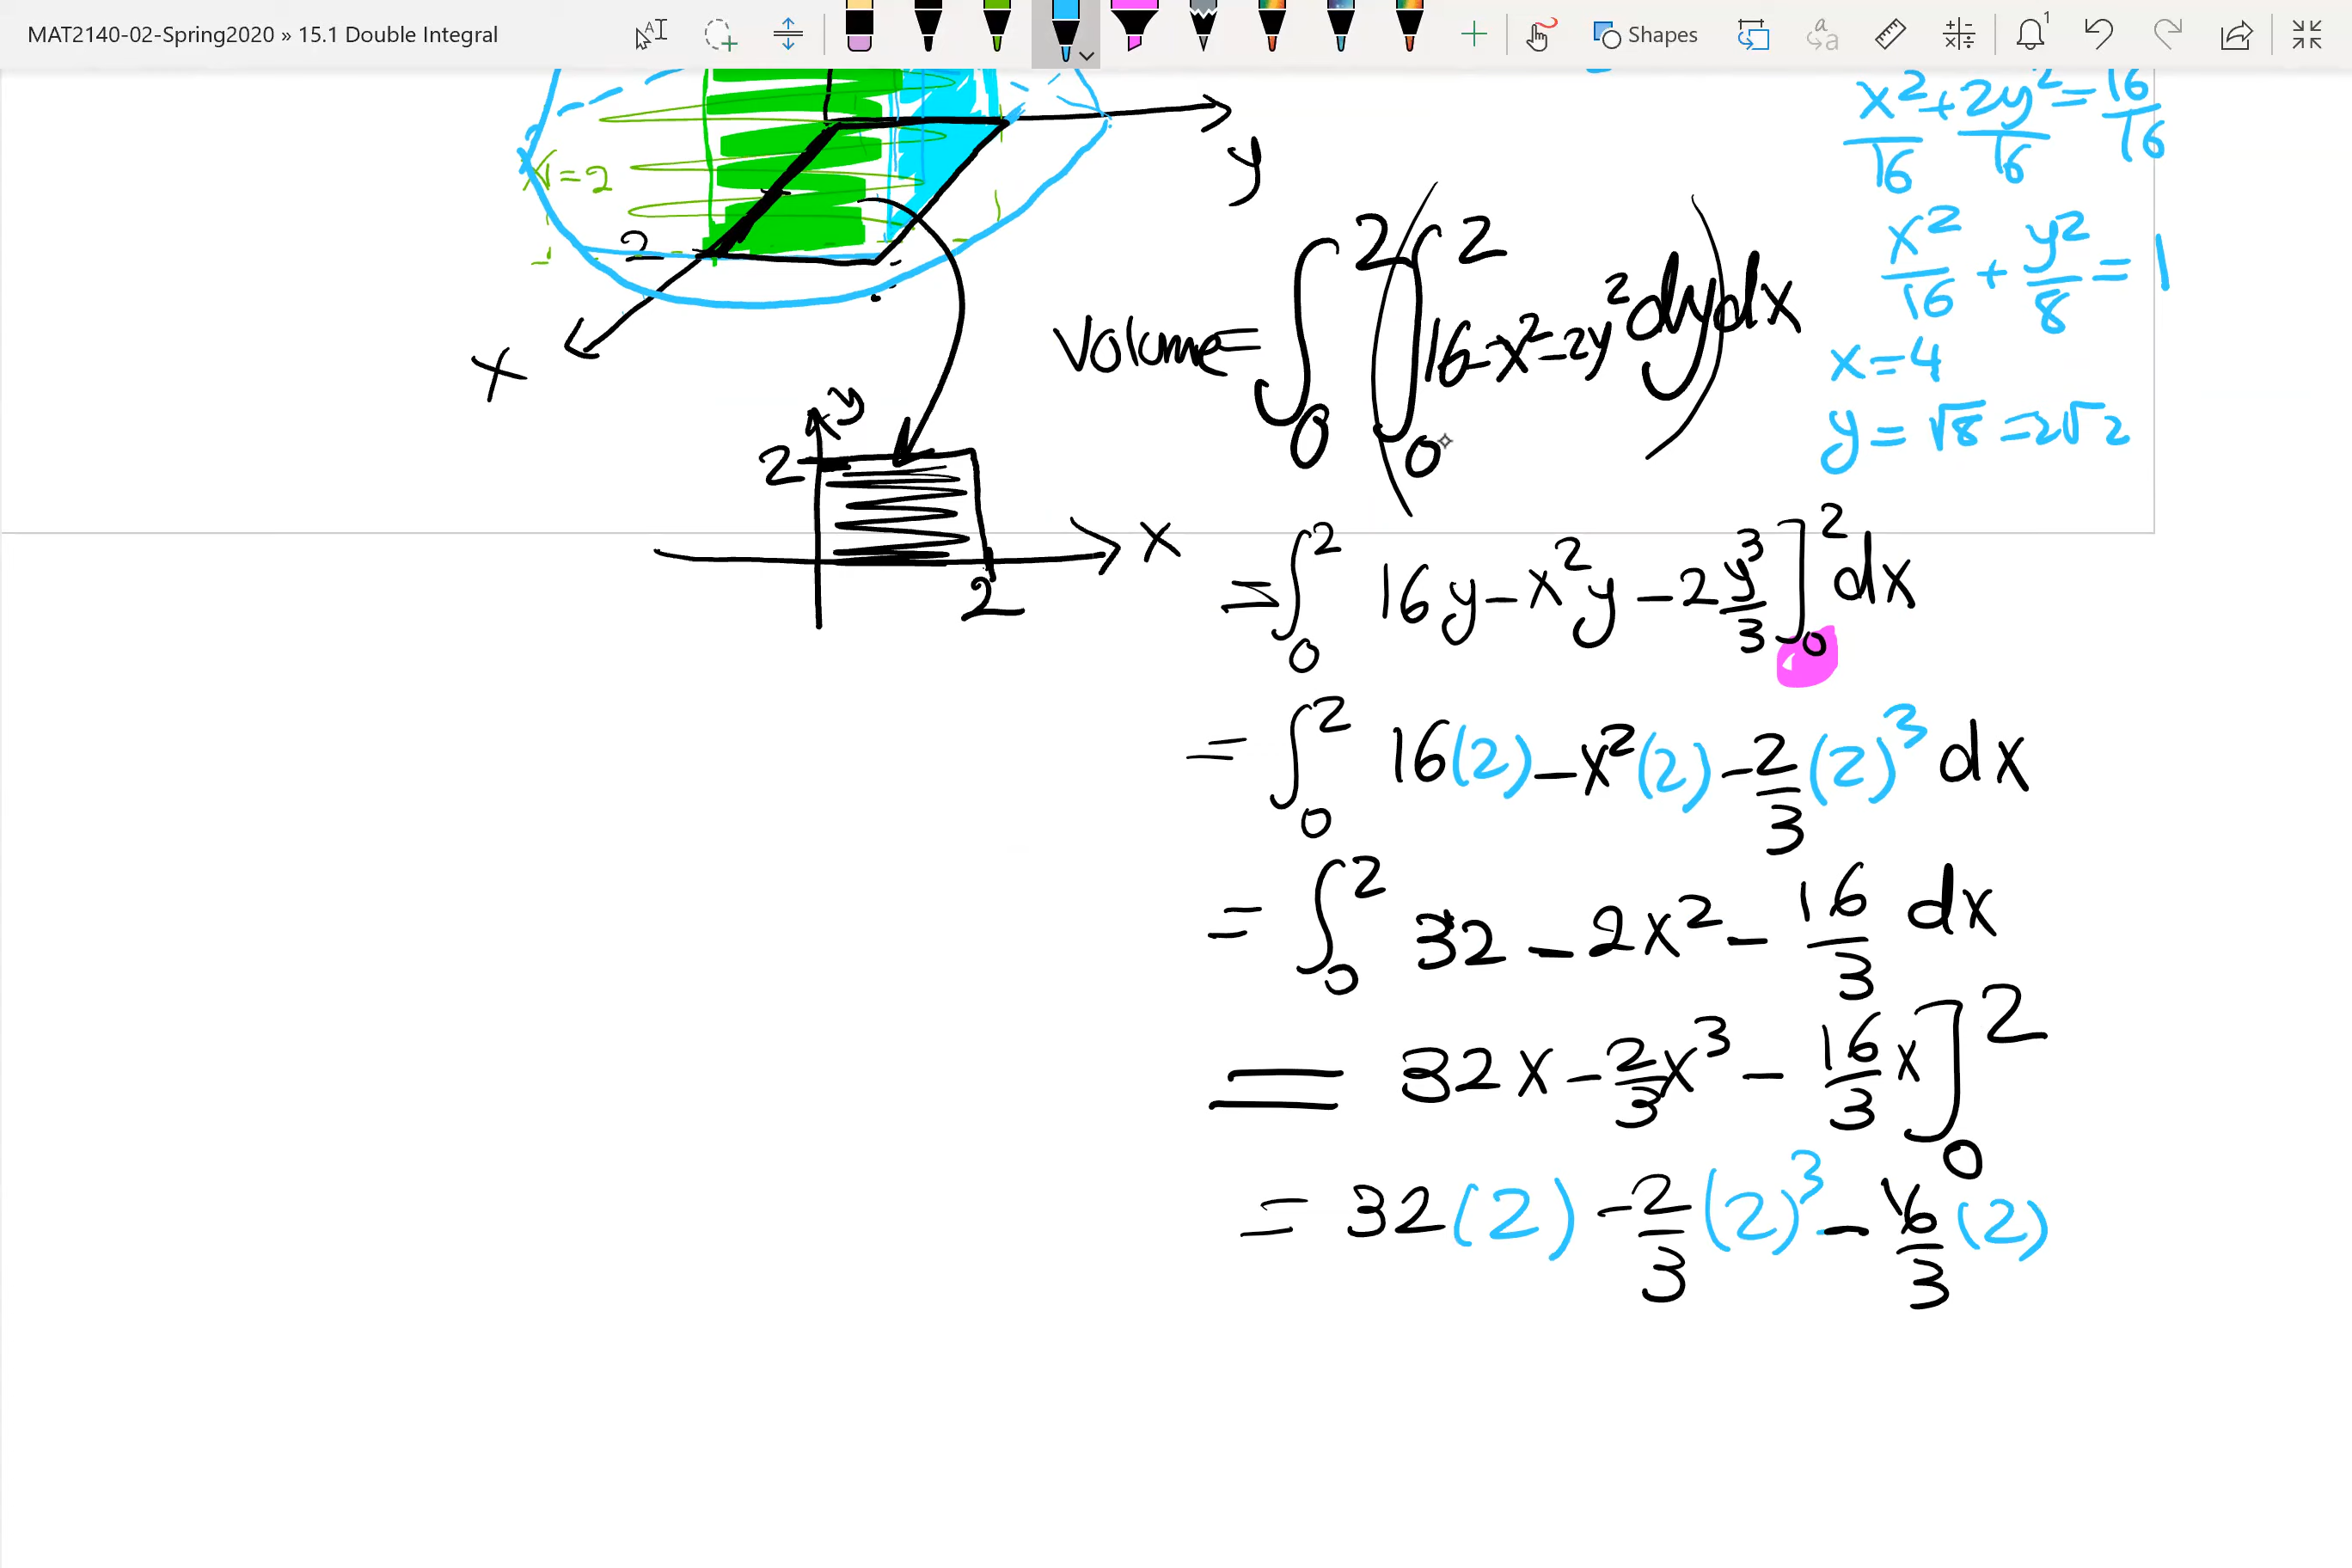 MAT2140-02-Spring2020 » 15.1 Double Integral
Shapes
1
x²/16 + 2y²/16 = 16/16
x²/16 + y²/8 = 1
x = 4
y = √8 = 2√2
y
x = 2
2
x
y
2
x
2
Volume = ∫₀² (∫₀² 16 - x² - 2y² dy) dx
= ∫₀² 16y - x²y - 2 y³/3 ]₀² dx
= ∫₀² 16(2) - x²(2) - 2/3 (2)³ dx
= ∫₀² 32 - 2x² - 16/3 dx
= 32x - 2/3 x³ - 16/3 x ]₀²
= 32(2) - 2/3 (2)³ - 16/3 (2)